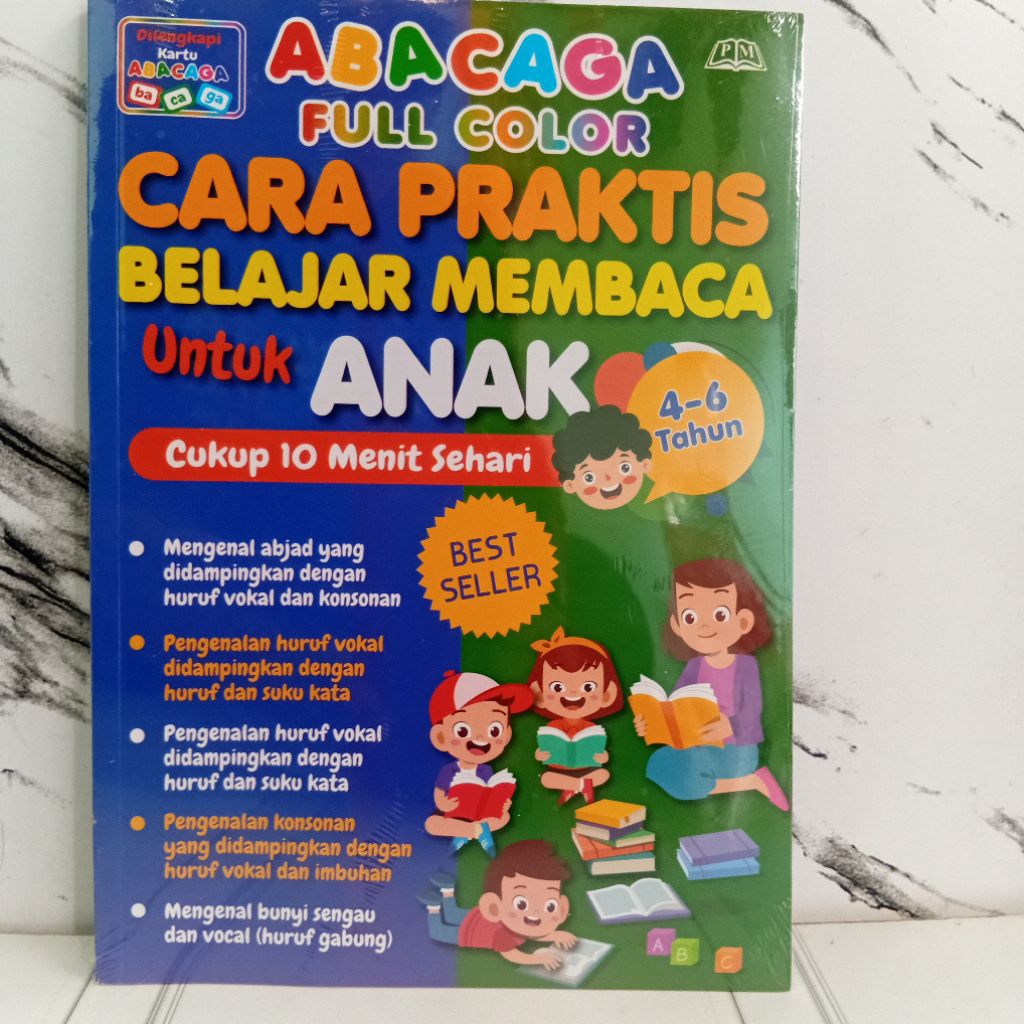 Dilengkapi
Kartu
ABACAGA
ba ca ga
ABACAGA
FULL COLOR
PM
CARA PRAKTIS
BELAJAR MEMBACA
Untuk ANAK
4-6
Tahun
Cukup 10 Menit Sehari
BEST
SELLER
Mengenal abjad yang
didampingkan dengan
huruf vokal dan konsonan
Pengenalan huruf vokal
didampingkan dengan
huruf dan suku kata
Pengenalan huruf vokal
didampingkan dengan
huruf dan suku kata
Pengenalan konsonan
yang didampingkan dengan
huruf vokal dan imbuhan
Mengenal bunyi sengau
dan vocal (huruf gabung)
A B C